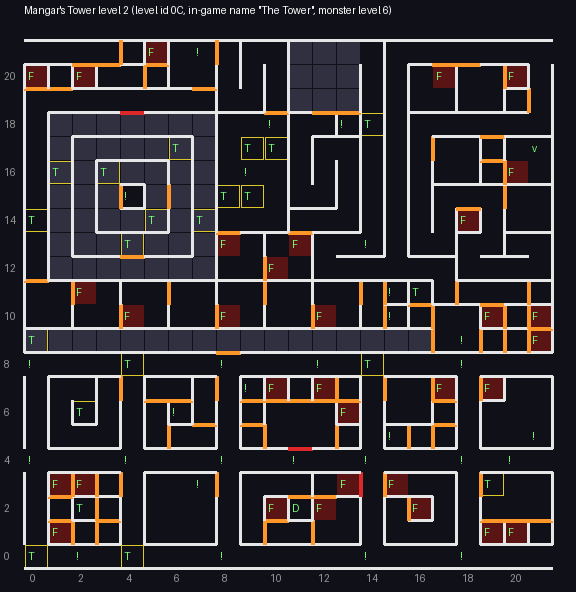 Mangar's Tower level 2 (level id 0C, in-game name "The Tower", monster level 6)
F !
20 F F F F
18 ! ! T
T T T v
16 T T ! F
! T T
14 T T T F
T F F !
12 F
F ! T
10 F F F ! F F
T ! F
8 ! T ! ! T !
! F F F F
6 T ! F
! !
4 ! ! ! ! ! ! !
F F ! F F T
2 T F D F F
F F F
0 T T ! ! !
0 2 4 6 8 10 12 14 16 18 20